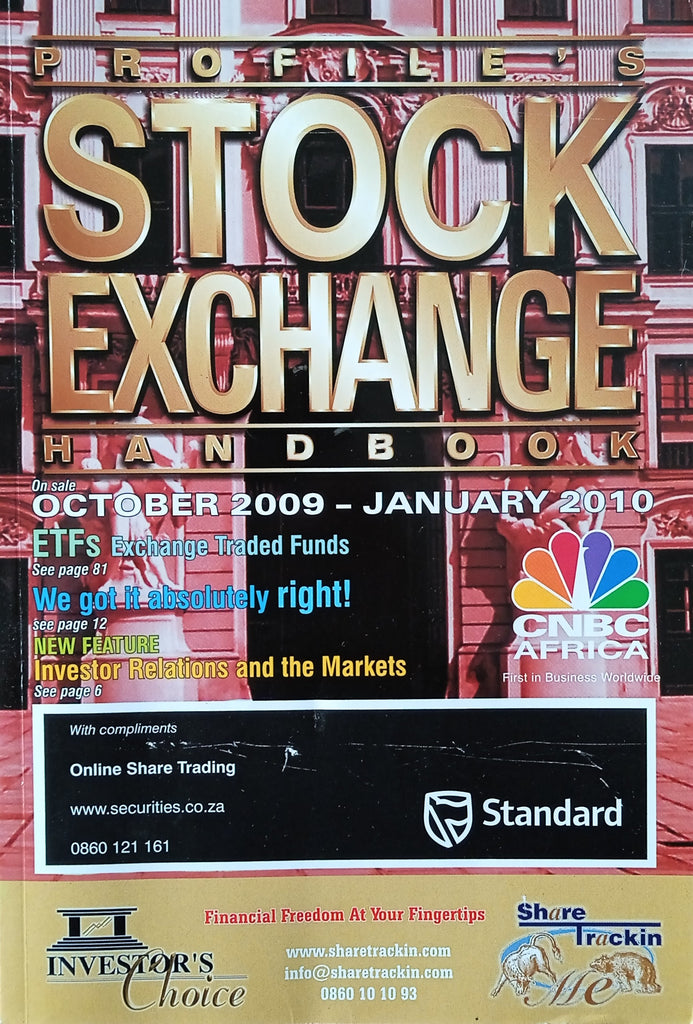 PROFILE'S
STOCK
EXCHANGE
HANDBOOK
On sale
OCTOBER 2009 – JANUARY 2010
ETFs Exchange Traded Funds
See page 81
We got it absolutely right!
see page 12
NEW FEATURE
Investor Relations and the Markets
See page 6
CNBC
AFRICA
First in Business Worldwide
With compliments
Online Share Trading
www.securities.co.za
0860 121 161
Standard
INVESTOR'S
Choice
Financial Freedom At Your Fingertips
www.sharetrackin.com
info@sharetrackin.com
0860 10 10 93
Share
Trackin
Me